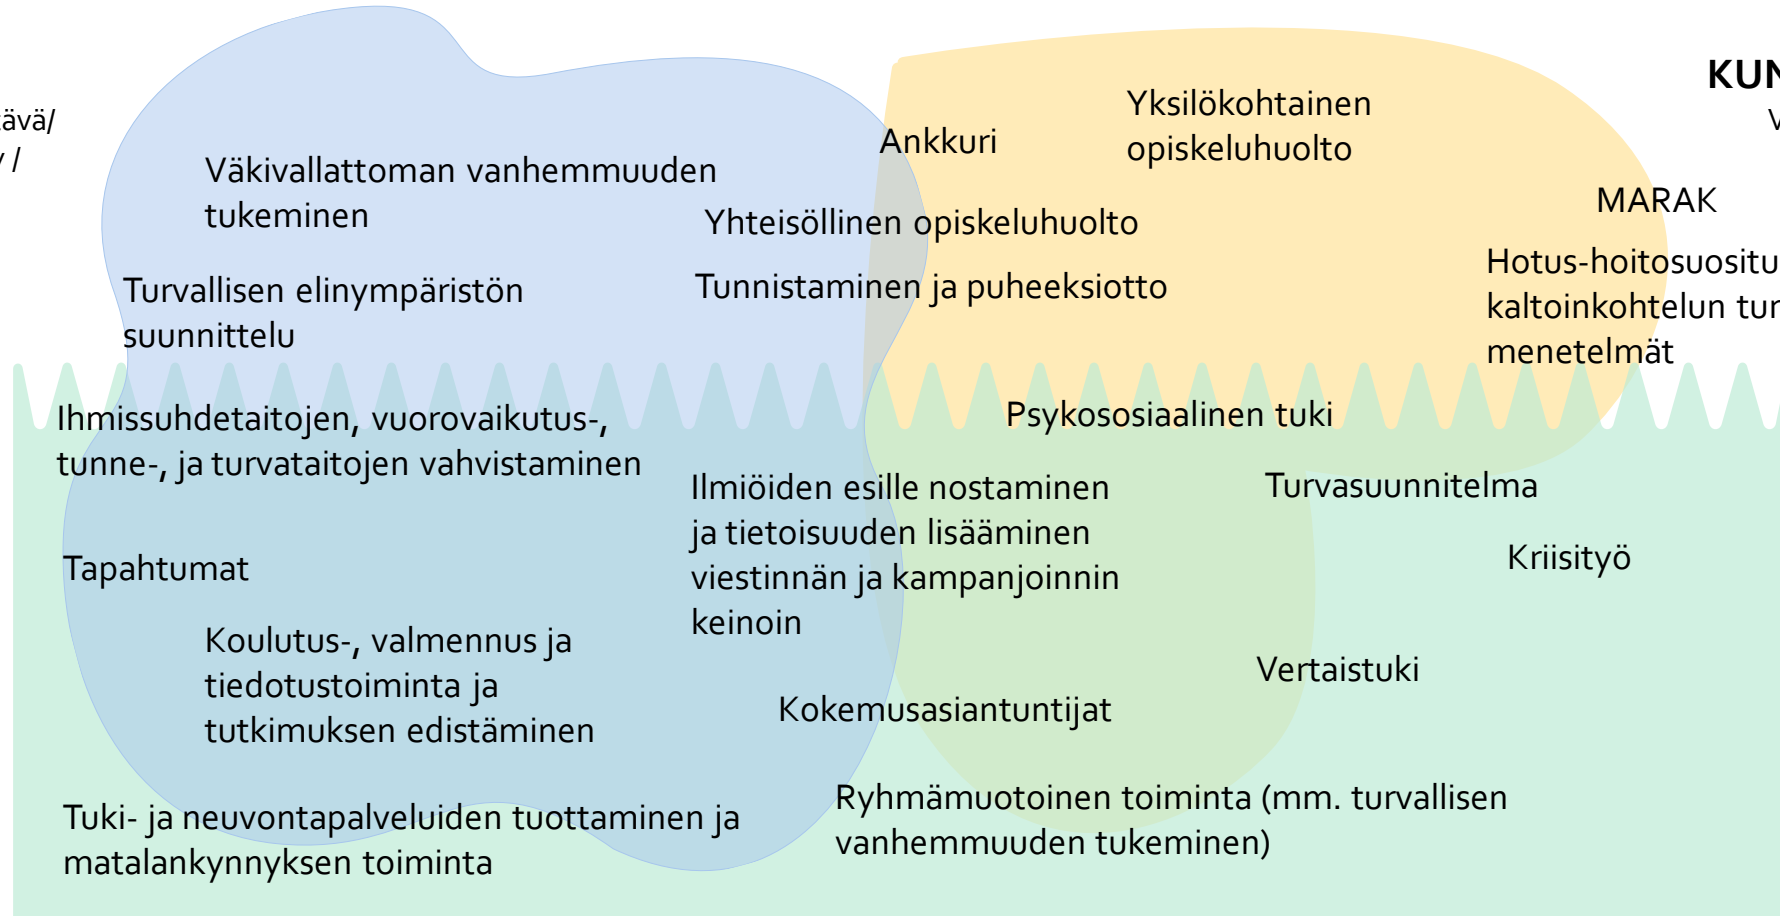 KUN
ävä/
Yksilökohtainen
opiskeluhuolto
Ankkuri
Väkivallattoman vanhemmuuden
tukeminen
MARAK
Yhteisöllinen opiskeluhuolto
Hotus-hoitosuositu
kaltoinkohtelun tur
menetelmät
Turvallisen elinympäristön
suunnittelu
Tunnistaminen ja puheeksiotto
Ihmissuhdetaitojen, vuorovaikutus-,
tunne-, ja turvataitojen vahvistaminen
Psykososiaalinen tuki
Ilmiöiden esille nostaminen
ja tietoisuuden lisääminen
viestinnän ja kampanjoinnin
keinoin
Turvasuunnitelma
Tapahtumat
Kriisityö
Koulutus-, valmennus ja
tiedotustoiminta ja
tutkimuksen edistäminen
Vertaistuki
Kokemusasiantuntijat
Tuki- ja neuvontapalveluiden tuottaminen ja
matalankynnyksen toiminta
Ryhmämuotoinen toiminta (mm. turvallisen
vanhemmuuden tukeminen)